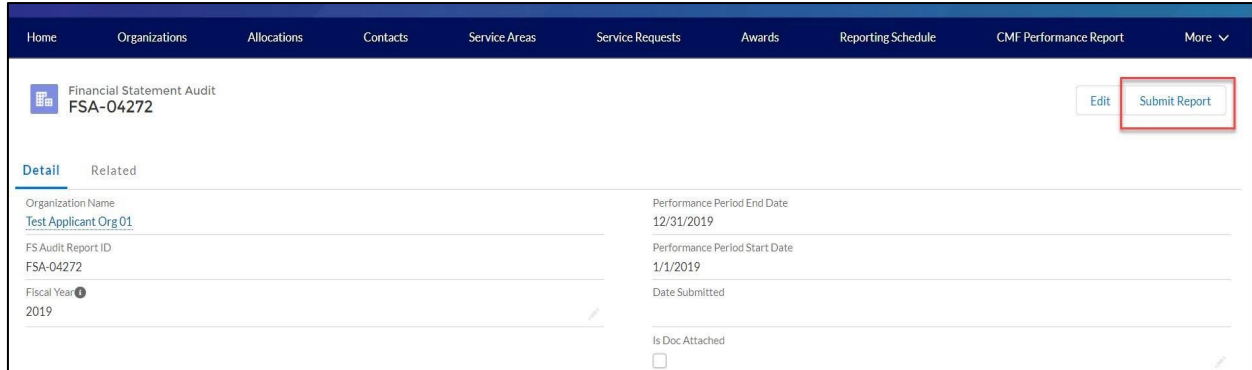 Home Organizations Allocations Contacts Service Areas Service Requests Awards Reporting Schedule CMF Performance Report More
Financial Statement Audit
FSA-04272
Edit Submit Report
Detail Related
Organization Name
Test Applicant Org 01
FS Audit Report ID
FSA-04272
Fiscal Year
2019
Performance Period End Date
12/31/2019
Performance Period Start Date
1/1/2019
Date Submitted
Is Doc Attached